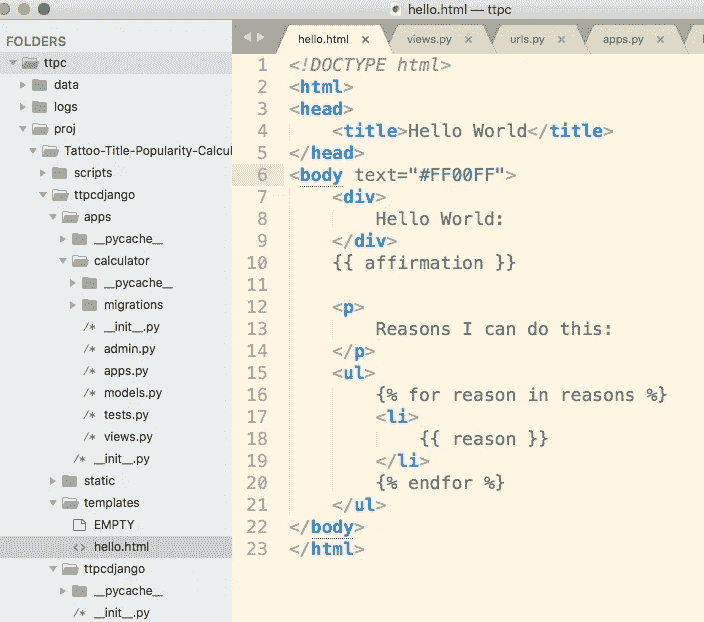 hello.html — ttpc
FOLDERS
ttpc
data
logs
proj
Tattoo-Title-Popularity-Calcul
scripts
ttpcdjango
apps
__pycache__
calculator
__pycache__
migrations
/* __init__.py
/* admin.py
/* apps.py
/* models.py
/* tests.py
/* views.py
/* __init__.py
static
templates
EMPTY
<> hello.html
ttpcdjango
__pycache__
/* __init__.py
hello.html × views.py × urls.py × apps.py ×
1 <!DOCTYPE html>
2 <html>
3 <head>
4     <title>Hello World</title>
5 </head>
6 <body text="#FF00FF">
7     <div>
8         Hello World:
9     </div>
10     {{ affirmation }}
11
12     <p>
13         Reasons I can do this:
14     </p>
15     <ul>
16         {% for reason in reasons %}
17         <li>
18             {{ reason }}
19         </li>
20         {% endfor %}
21     </ul>
22 </body>
23 </html>